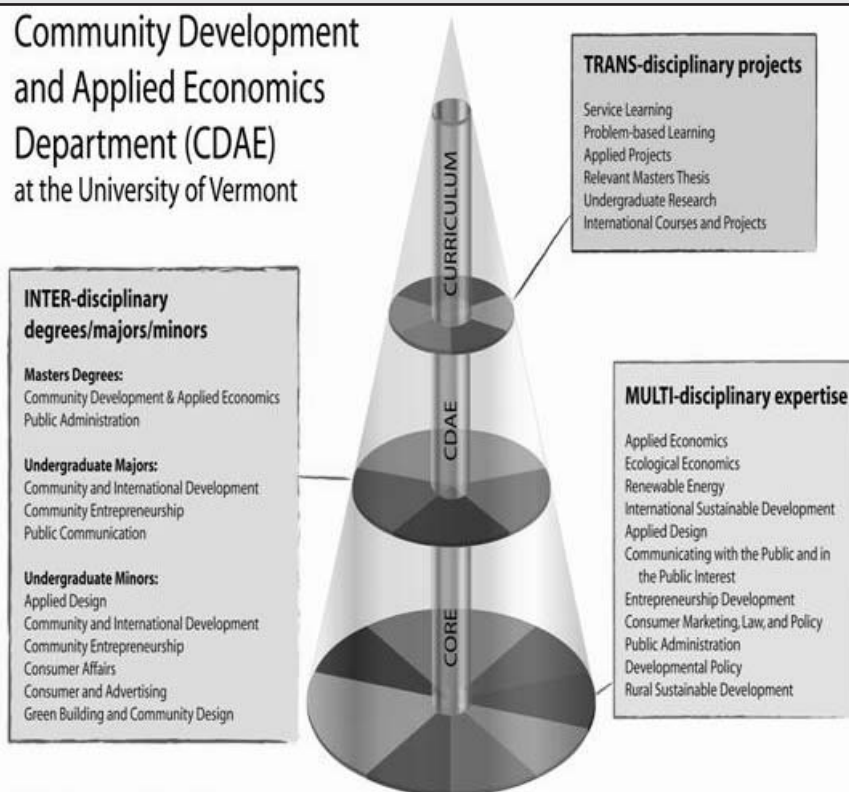 Community Development
and Applied Economics
Department (CDAE)
at the University of Vermont
TRANS-disciplinary projects
Service Learning
Problem-based Learning
Applied Projects
Relevant Masters Thesis
Undergraduate Research
International Courses and Projects
CURRICULUM
CDAE
CORE
INTER-disciplinary
degrees/majors/minors
Masters Degrees:
Community Development & Applied Economics
Public Administration
Undergraduate Majors:
Community and International Development
Community Entrepreneurship
Public Communication
Undergraduate Minors:
Applied Design
Community and International Development
Community Entrepreneurship
Consumer Affairs
Consumer and Advertising
Green Building and Community Design
MULTI-disciplinary expertise
Applied Economics
Ecological Economics
Renewable Energy
International Sustainable Development
Applied Design
Communicating with the Public and in
the Public Interest
Entrepreneurship Development
Consumer Marketing, Law, and Policy
Public Administration
Developmental Policy
Rural Sustainable Development